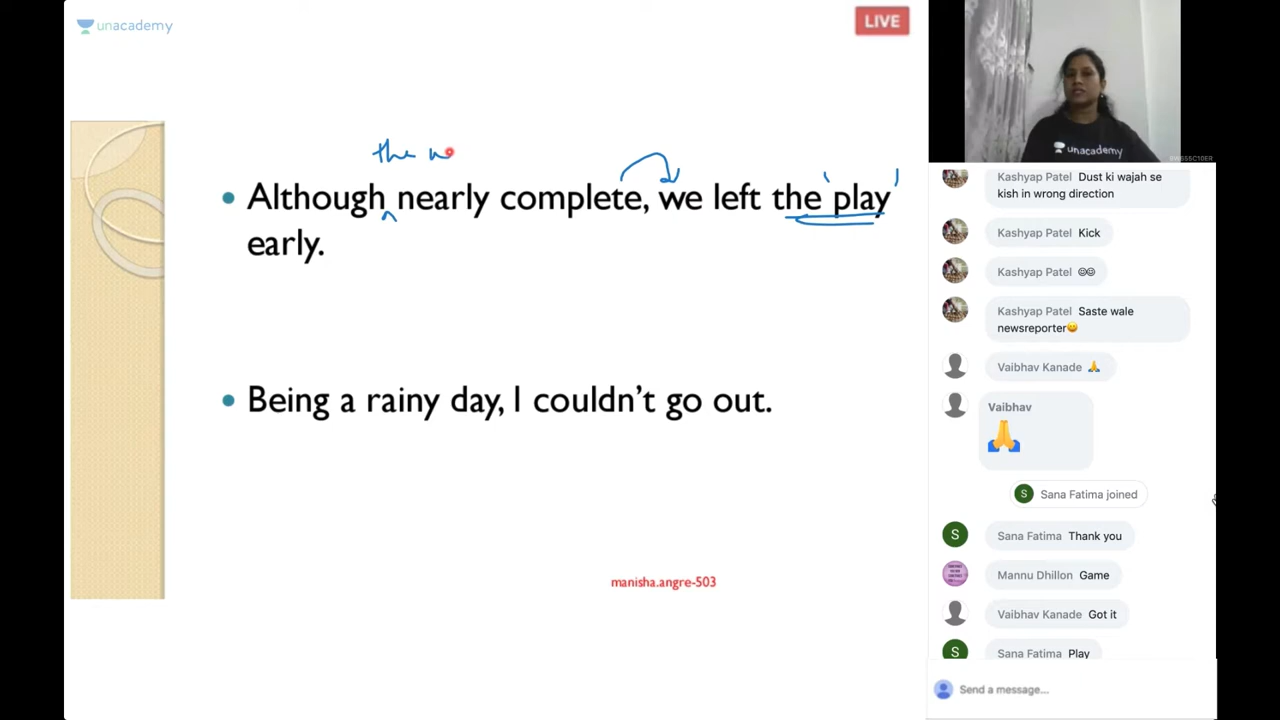 unacademy
LIVE
the
Although nearly complete, we left the 'play'
early.
Being a rainy day, I couldn't go out.
manisha.angre-503
unacademy
Kashyap Patel Dust ki wajah se
kish in wrong direction
Kashyap Patel Kick
Kashyap Patel 😆😆
Kashyap Patel Saste wale
newsreporter😀
Vaibhav Kanade 🙏
Vaibhav
🙏
S Sana Fatima joined
S Sana Fatima Thank you
Mannu Dhillon Game
Vaibhav Kanade Got it
S Sana Fatima Play
Send a message...